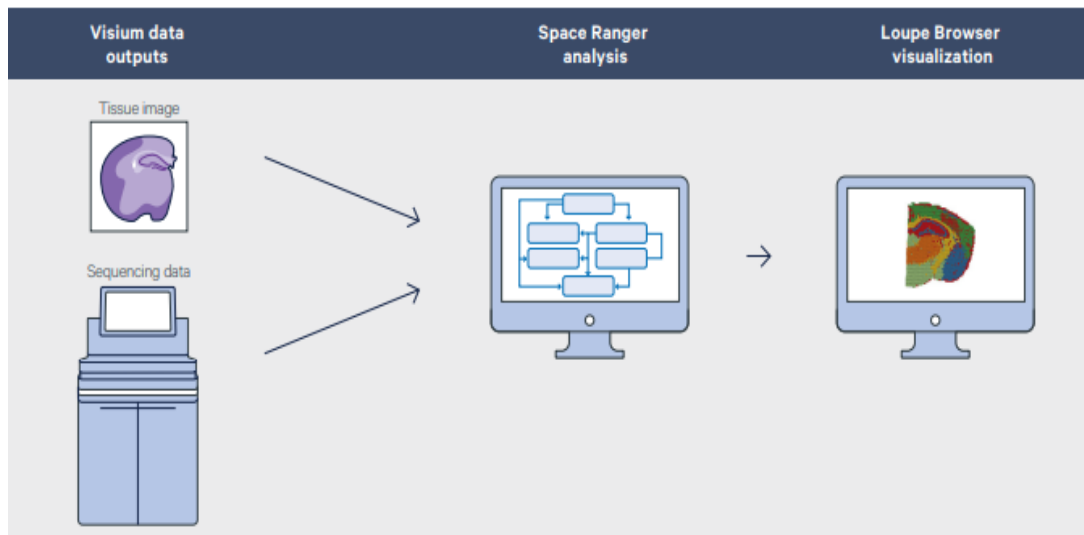 Visium data
outputs
Space Ranger
analysis
Loupe Browser
visualization
Tissue image
Sequencing data